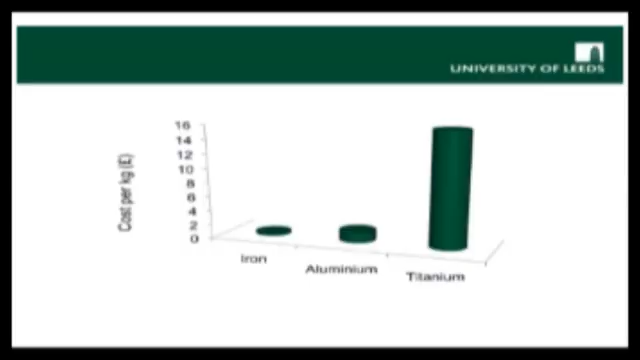 UNIVERSITY OF LEEDS
Cost per kg (£)
16
14
12
10
8
6
4
2
0
Iron
Aluminium
Titanium